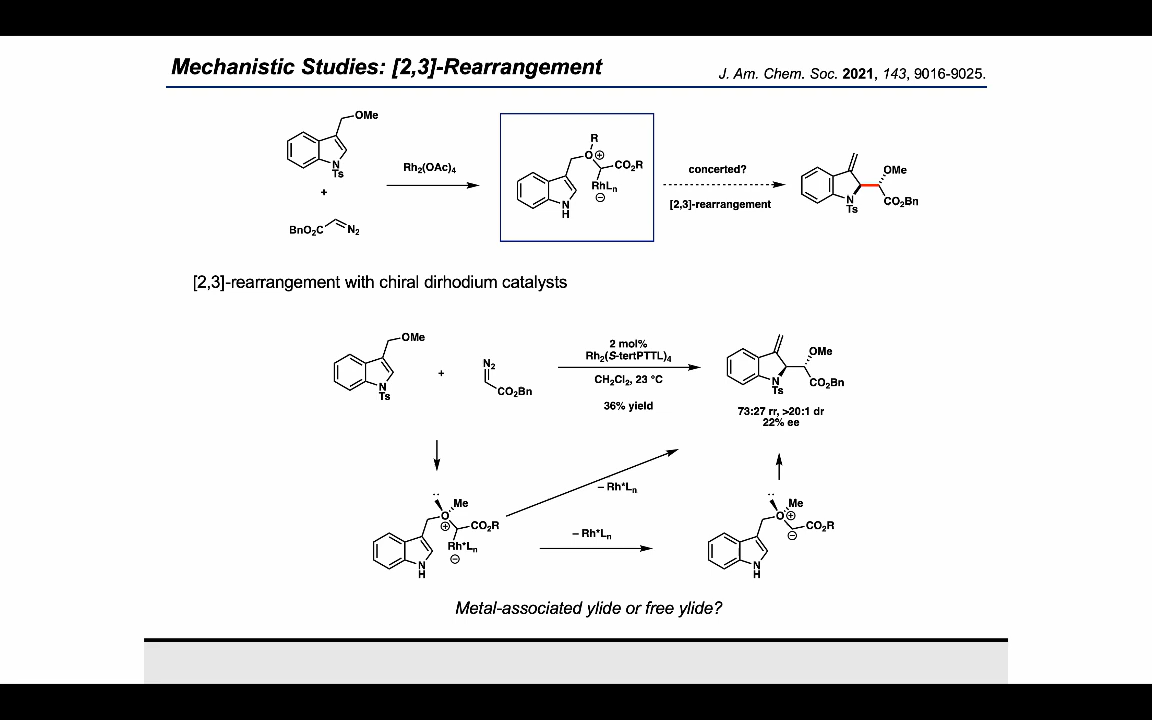 Mechanistic Studies: [2,3]-Rearrangement
J. Am. Chem. Soc. 2021, 143, 9016-9025.
OMe
N
Ts
+
BnO₂C
N₂
Rh₂(OAc)₄
R
O⊕
CO₂R
RhLₙ
⊖
N
H
concerted?
[2,3]-rearrangement
OMe
N
Ts
CO₂Bn
[2,3]-rearrangement with chiral dirhodium catalysts
OMe
N
Ts
+
N₂
CO₂Bn
2 mol%
Rh₂(S-tertPTTL)₄
CH₂Cl₂, 23 °C
36% yield
OMe
N
Ts
CO₂Bn
73:27 rr, >20:1 dr
22% ee
– Rh*Lₙ
Me
O
⊕
CO₂R
Rh*Lₙ
⊖
N
H
– Rh*Lₙ
Me
O⊕
CO₂R
⊖
N
H
Metal-associated ylide or free ylide?